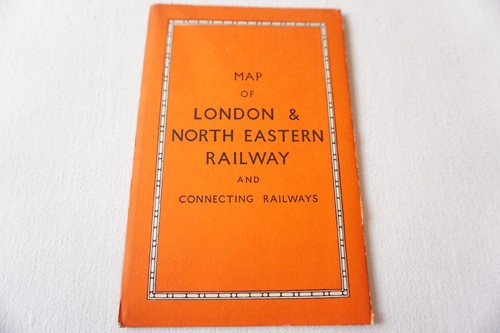 MAP
OF
LONDON &
NORTH EASTERN
RAILWAY
AND
CONNECTING RAILWAYS